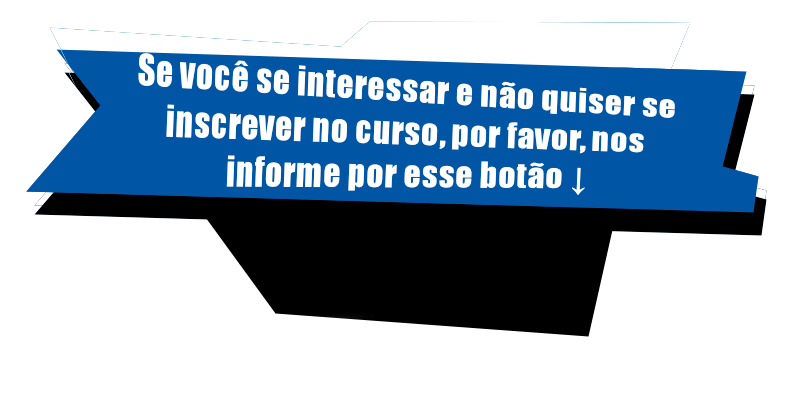 Se você se interessar e não quiser se
inscrever no curso, por favor, nos
informe por esse botão ↓